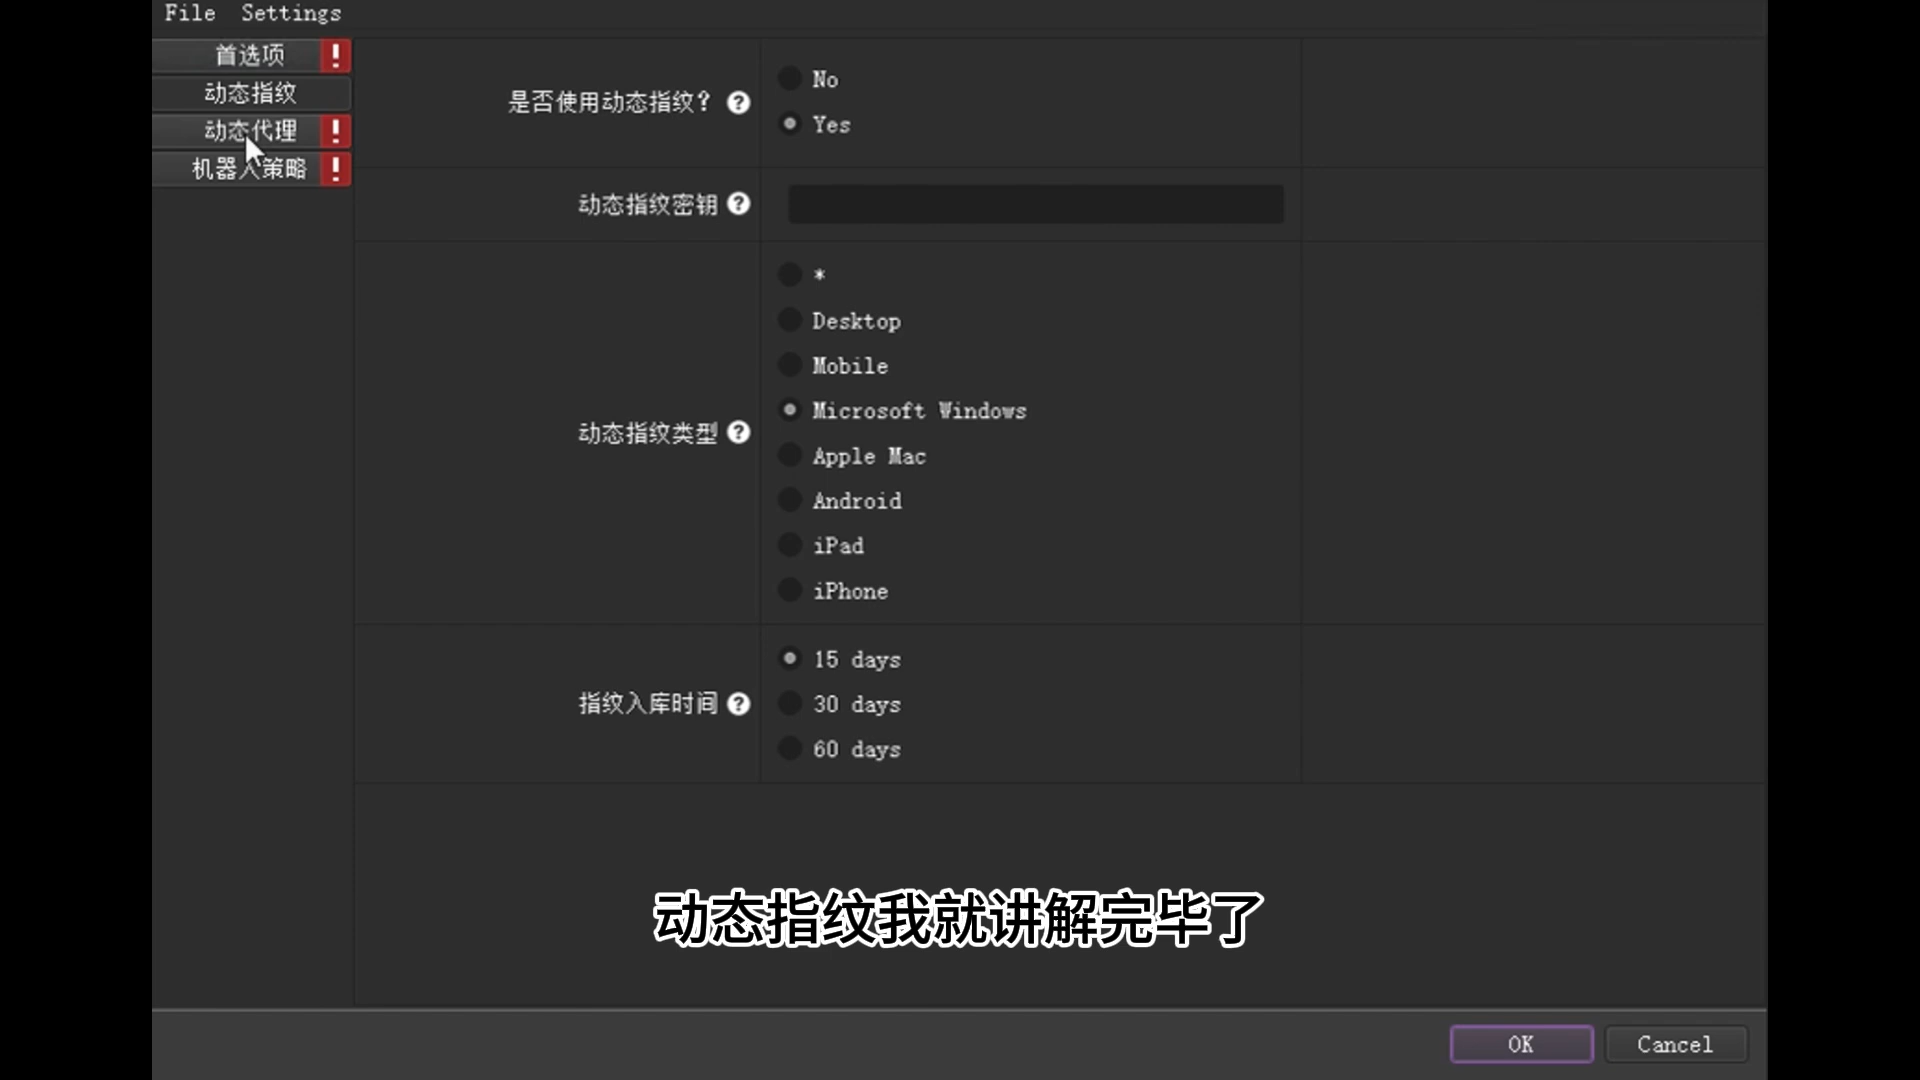 File Settings
首选项
动态指纹
动态代理
机器人策略
是否使用动态指纹?
No
Yes
动态指纹密钥
动态指纹类型
*
Desktop
Mobile
Microsoft Windows
Apple Mac
Android
iPad
iPhone
指纹入库时间
15 days
30 days
60 days
动态指纹我就讲解完毕了
OK Cancel